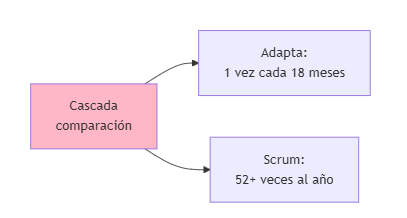 Cascada
comparación
Adapta:
1 vez cada 18 meses
Scrum:
52+ veces al año